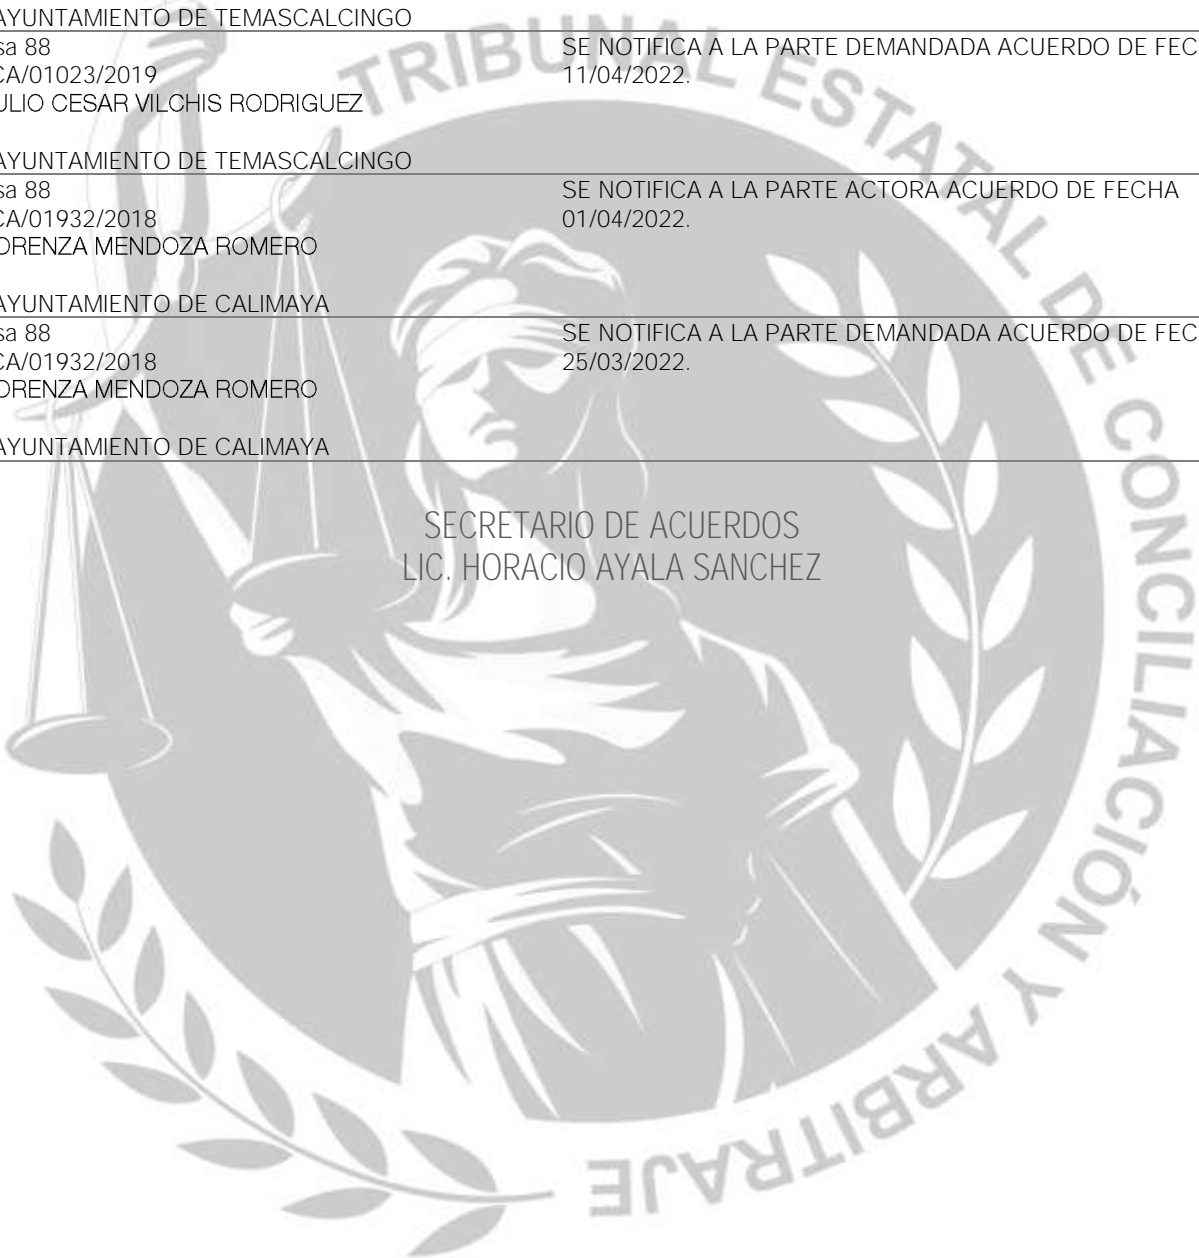 AYUNTAMIENTO DE TEMASCALCINGO
sa 88
SE NOTIFICA A LA PARTE DEMANDADA ACUERDO DE FEC
CA/01023/2019
11/04/2022.
ULIO CESAR VILCHIS RODRIGUEZ
AYUNTAMIENTO DE TEMASCALCINGO
sa 88
SE NOTIFICA A LA PARTE ACTORA ACUERDO DE FECHA
CA/01932/2018
01/04/2022.
ORENZA MENDOZA ROMERO
AYUNTAMIENTO DE CALIMAYA
sa 88
SE NOTIFICA A LA PARTE DEMANDADA ACUERDO DE FEC
CA/01932/2018
25/03/2022.
ORENZA MENDOZA ROMERO
AYUNTAMIENTO DE CALIMAYA
SECRETARIO DE ACUERDOS
LIC. HORACIO AYALA SANCHEZ
TRIBUNAL ESTATAL DE CONCILIACIÓN Y ARBITRAJE